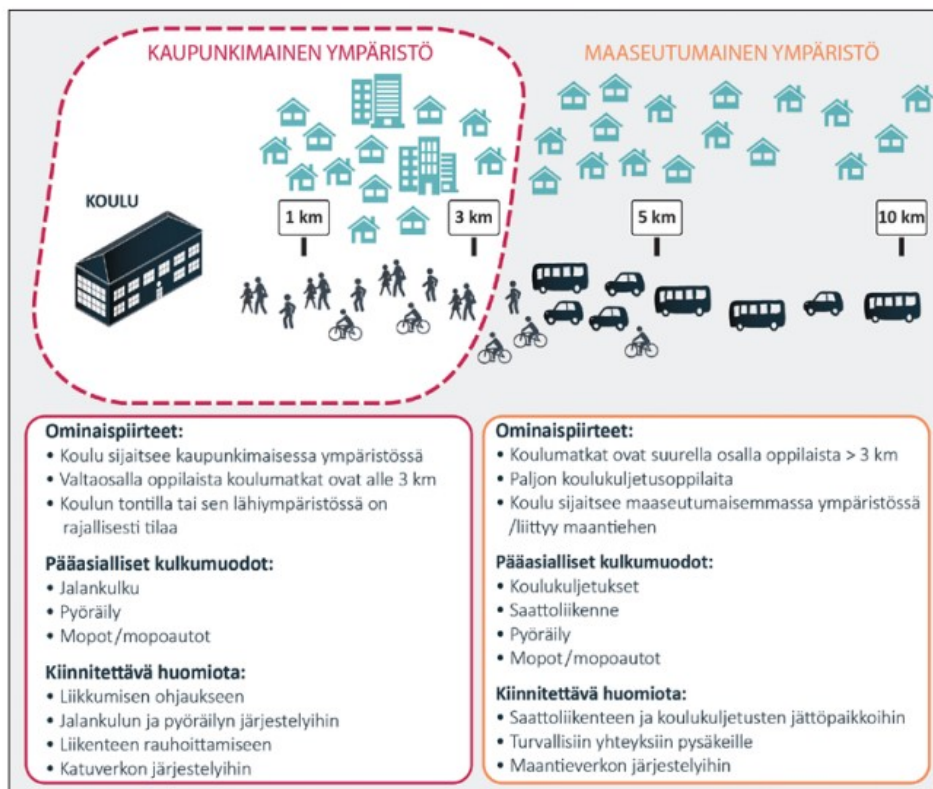 KAUPUNKIMAINEN YMPÄRISTÖ
MAASEUTUMAINEN YMPÄRISTÖ
KOULU
1 km
3 km
5 km
10 km
Ominaispiirteet:
• Koulu sijaitsee kaupunkimaisessa ympäristössä
• Valtaosalla oppilaista koulumatkat ovat alle 3 km
• Koulun tontilla tai sen lähiympäristössä on
rajallisesti tilaa
Pääasialliset kulkumuodot:
• Jalankulku
• Pyöräily
• Mopot/mopoautot
Kiinnitettävä huomiota:
• Liikkumisen ohjaukseen
• Jalankulun ja pyöräilyn järjestelyihin
• Liikenteen rauhoittamiseen
• Katuverkon järjestelyihin
Ominaispiirteet:
• Koulumatkat ovat suurella osalla oppilaista > 3 km
• Paljon koulukuljetusoppilaita
• Koulu sijaitsee maaseutumaisemmassa ympäristössä
/liittyy maantiehen
Pääasialliset kulkumuodot:
• Koulukuljetukset
• Saattoliikenne
• Pyöräily
• Mopot/mopoautot
Kiinnitettävä huomiota:
• Saattoliikenteen ja koulukuljetusten jättöpaikkoihin
• Turvallisiin yhteyksiin pysäkeille
• Maantieverkon järjestelyihin